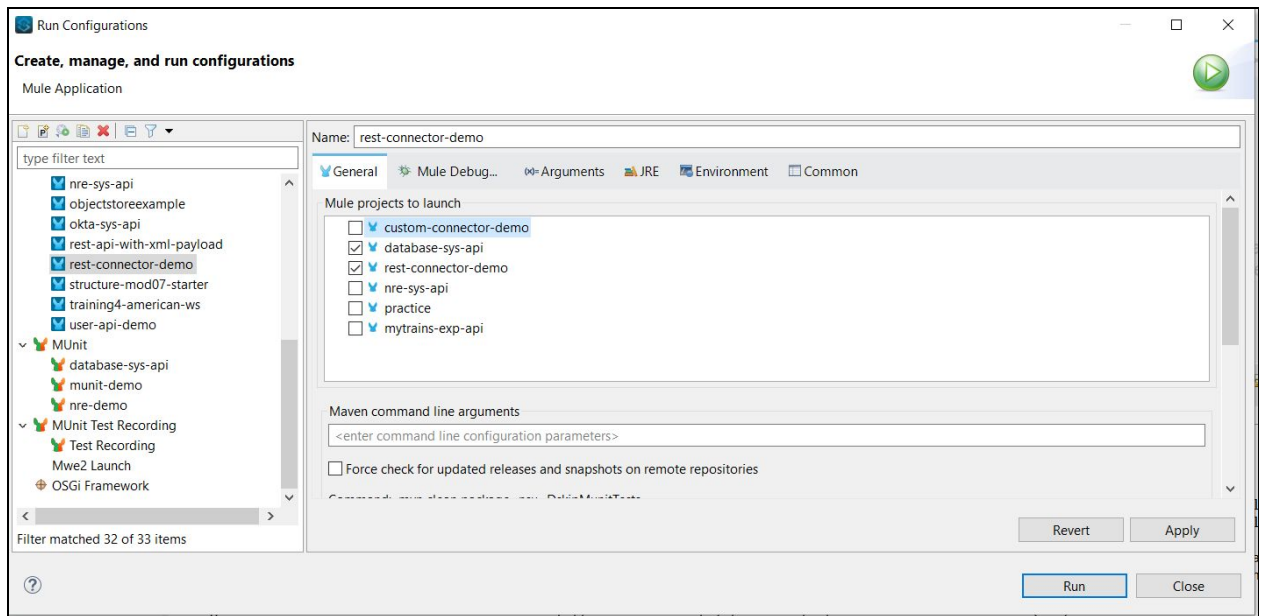 Run Configurations
Create, manage, and run configurations
Mule Application
type filter text
nre-sys-api
objectstoreexample
okta-sys-api
rest-api-with-xml-payload
rest-connector-demo
structure-mod07-starter
training4-american-ws
user-api-demo
MUnit
database-sys-api
munit-demo
nre-demo
MUnit Test Recording
Test Recording
Mwe2 Launch
OSGi Framework
Filter matched 32 of 33 items
Name: rest-connector-demo
General Mule Debug... (x)= Arguments JRE Environment Common
Mule projects to launch
custom-connector-demo
database-sys-api
rest-connector-demo
nre-sys-api
practice
mytrains-exp-api
Maven command line arguments
<enter command line configuration parameters>
Force check for updated releases and snapshots on remote repositories
Revert Apply
Run Close